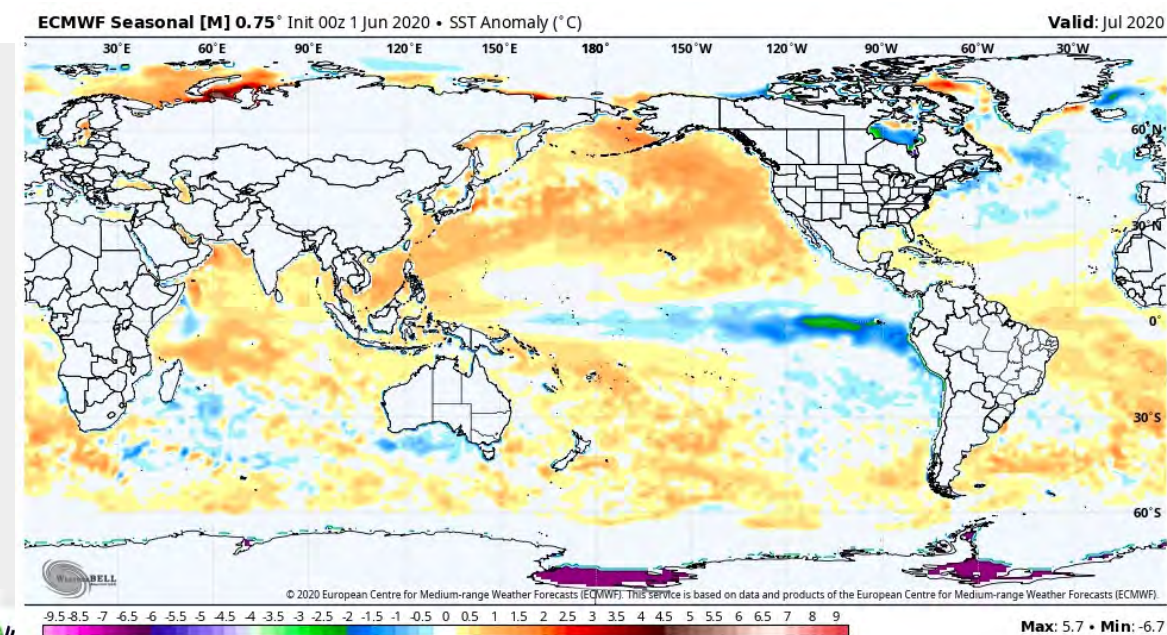 ECMWF Seasonal [M] 0.75° Init 00z 1 Jun 2020 • SST Anomaly (°C) Valid: Jul 2020
30°E 60°E 90°E 120°E 150°E 180° 150°W 120°W 90°W 60°W 30°W
60°N
30°N
0°
30°S
60°S
WeatherBELL
© 2020 European Centre for Medium-range Weather Forecasts (ECMWF). This service is based on data and products of the European Centre for Medium-range Weather Forecasts (ECMWF).
-9.5 -8.5 -7 -6.5 -6 -5.5 -5 -4.5 -4 -3.5 -3 -2.5 -2 -1.5 -1 -0.5 0 0.5 1 1.5 2 2.5 3 3.5 4 4.5 5 5.5 6 6.5 7 8 9
Max: 5.7 • Min: -6.7